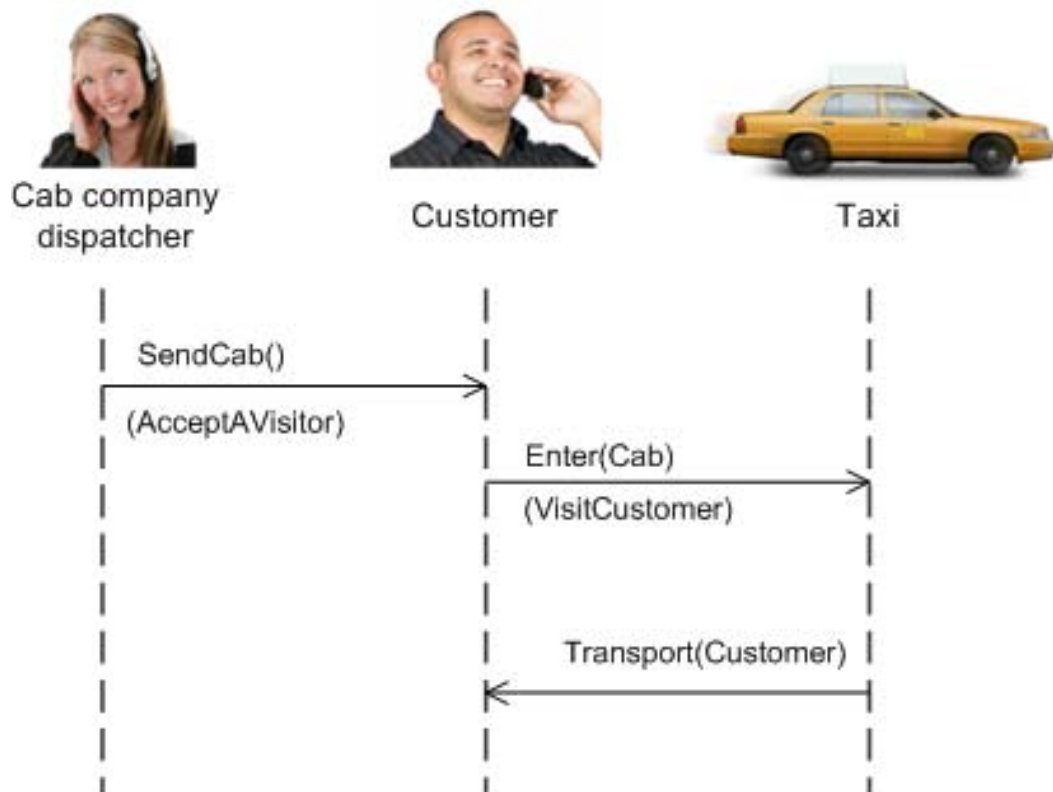 Cab company
dispatcher
Customer
Taxi
SendCab()
(AcceptAVisitor)
Enter(Cab)
(VisitCustomer)
Transport(Customer)